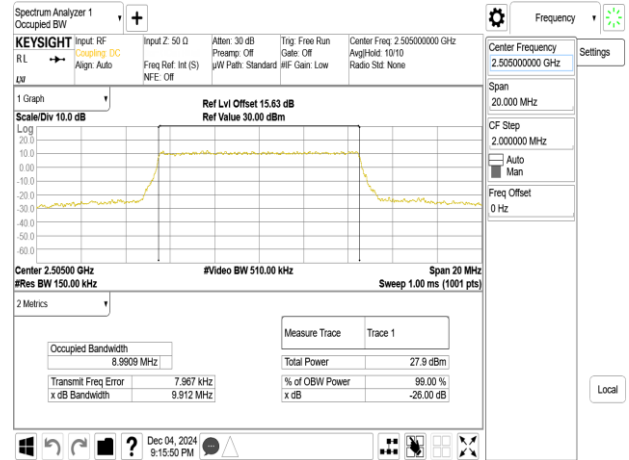 Spectrum Analyzer 1
Occupied BW
Frequency
KEYSIGHT
Input: RF
Coupling: DC
Align: Auto
Input Z: 50 Ω
Freq Ref: Int (S)
NFE: Off
Atten: 30 dB
Preamp: Off
µW Path: Standard
Trig: Free Run
Gate: Off
#IF Gain: Low
Center Freq: 2.505000000 GHz
Avg|Hold: 10/10
Radio Std: None
RL
LXI
Center Frequency
2.505000000 GHz
Settings
Span
20.000 MHz
CF Step
2.000000 MHz
Auto
Man
Freq Offset
0 Hz
Local
1 Graph
Scale/Div 10.0 dB
Ref Lvl Offset 15.63 dB
Ref Value 30.00 dBm
Log
20.0
10.0
0.00
-10.0
-20.0
-30.0
-40.0
-50.0
-60.0
Center 2.50500 GHz
#Video BW 510.00 kHz
Span 20 MHz
#Res BW 150.00 kHz
Sweep 1.00 ms (1001 pts)
2 Metrics
Measure Trace Trace 1
Occupied Bandwidth
8.9909 MHz
Total Power 27.9 dBm
Transmit Freq Error 7.967 kHz
% of OBW Power 99.00 %
x dB Bandwidth 9.912 MHz
x dB -26.00 dB
?
Dec 04, 2024
9:15:50 PM